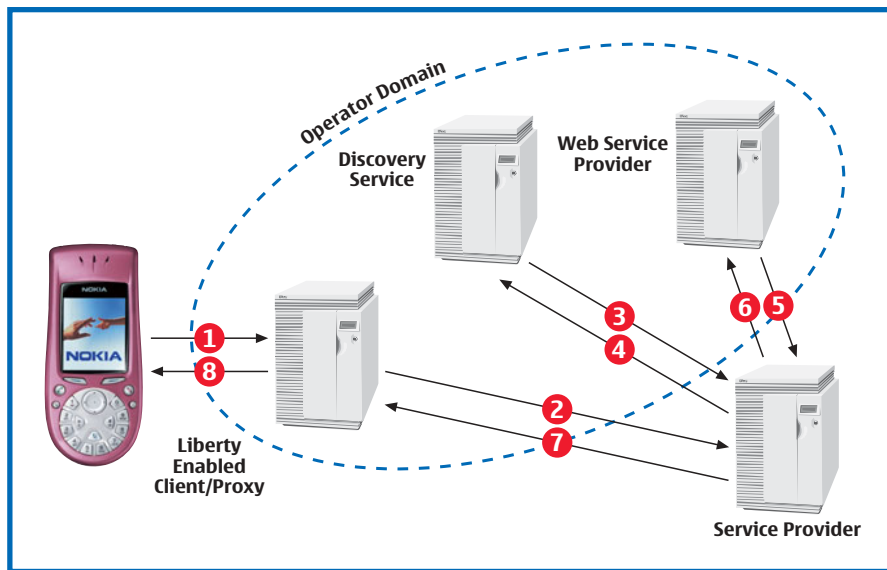 Operator Domain
Discovery
Service
Web Service
Provider
NOKIA
NOKIA
1
8
3
4
6
5
2
7
Liberty
Enabled
Client/Proxy
Service Provider